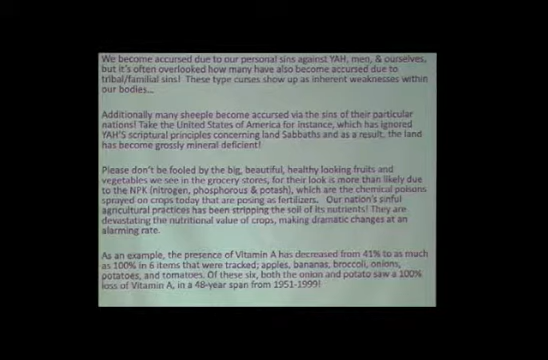 We become accursed due to our personal sins against YAH, men, & ourselves,
but it's often overlooked how many have also become accursed due to
tribal/familial sins!  These type curses show up as inherent weaknesses within
our bodies...
Additionally many sheeple become accursed via the sins of their particular
nations! Take the United States of America for instance, which has ignored
YAH'S scriptural principles concerning land Sabbaths and as a result, the land
has become grossly mineral deficient!
Please don't be fooled by the big, beautiful, healthy looking fruits and
vegetables we see in the grocery stores, for their look is more than likely due
to the NPK (nitrogen, phosphorous & potash), which are the chemical poisons
sprayed on crops today that are posing as fertilizers.   Our nation's sinful
agricultural practices has been stripping the soil of its nutrients! They are
devastating the nutritional value of crops, making dramatic changes at an
alarming rate.
As an example, the presence of Vitamin A has decreased from 41% to as much
as 100% in 6 items that were tracked; apples, bananas, broccoli, onions,
potatoes, and tomatoes. Of these six, both the onion and potato saw a 100%
loss of Vitamin A, in a 48-year span from 1951-1999!